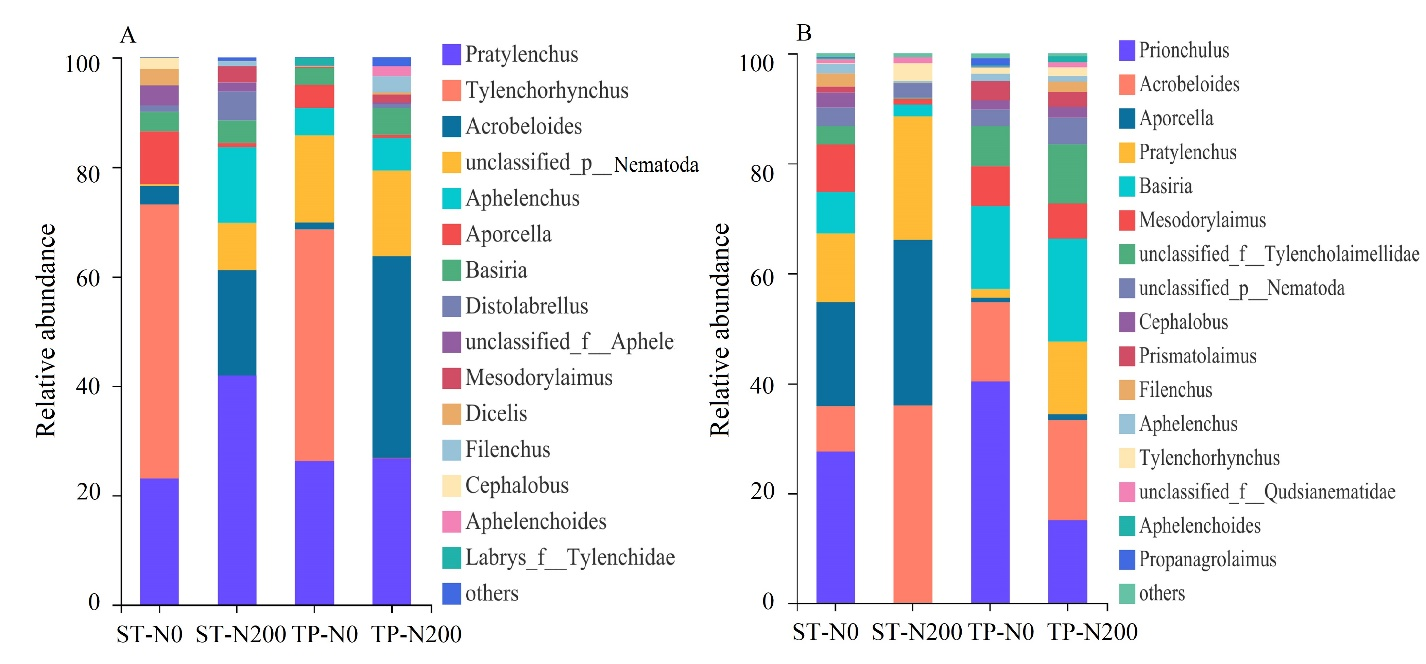 A
100
80
60
40
20
0
Relative abundance
ST-N0 ST-N200 TP-N0 TP-N200
Pratylenchus
Tylenchorhynchus
Acrobeloides
unclassified_p__Nematoda
Aphelenchus
Aporcella
Basiria
Distolabrellus
unclassified_f__Aphele
Mesodorylaimus
Dicelis
Filenchus
Cephalobus
Aphelenchoides
Labrys_f__Tylenchidae
others
B
100
80
60
40
20
0
Relative abundance
ST-N0 ST-N200 TP-N0 TP-N200
Prionchulus
Acrobeloides
Aporcella
Pratylenchus
Basiria
Mesodorylaimus
unclassified_f__Tylencholaimellidae
unclassified_p__Nematoda
Cephalobus
Prismatolaimus
Filenchus
Aphelenchus
Tylenchorhynchus
unclassified_f__Qudsianematidae
Aphelenchoides
Propanagrolaimus
others